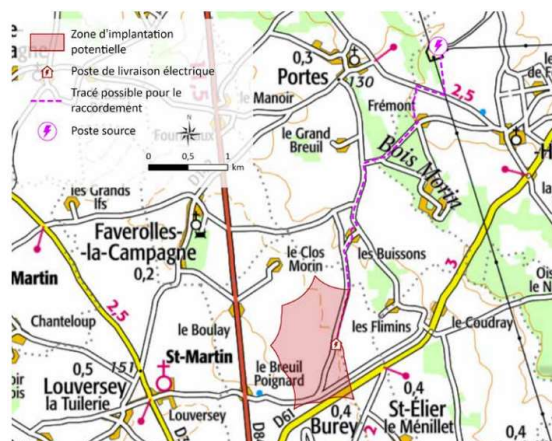 Zone d'implantation
potentielle
Poste de livraison électrique
Tracé possible pour le
raccordement
Poste source
0 0,5 1
km
0,3
Portes
130
le Manoir
Frémont
2,5
le Grand
Breuil
Bois Morin
les Grands
Ifs
Faverolles-
la-Campagne
0,2
Martin
2,5
le Clos
Morin
les Buissons
3
Chanteloup
le Boulay
les Flimins
le Coudray
St-Martin
0,5
151
Louversey
la Tuilerie
le Breuil
Poignard
Louversey
D61
0,4
Burey
0,4
St-Élier
le Ménillet
2